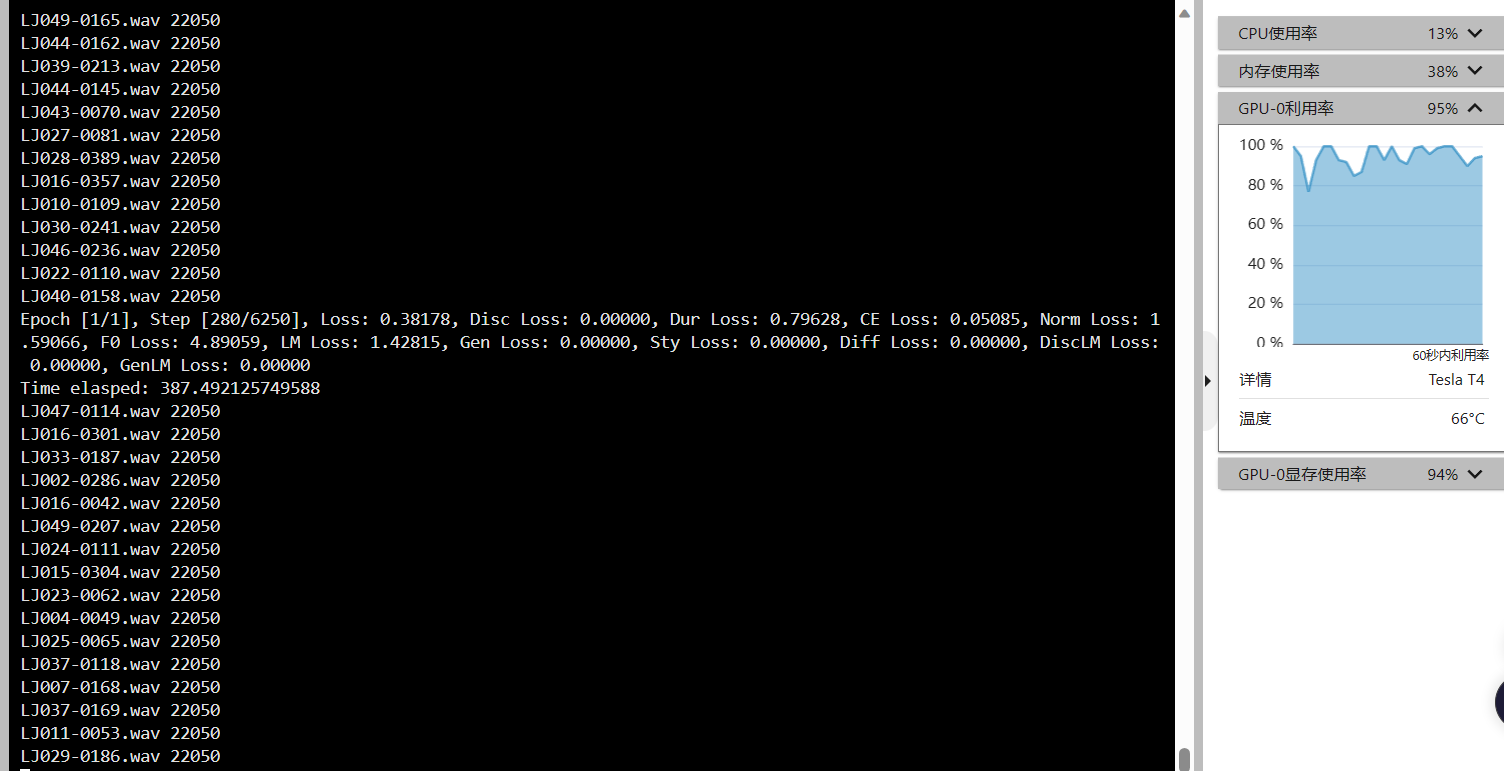 LJ049-0165.wav 22050
LJ044-0162.wav 22050
LJ039-0213.wav 22050
LJ044-0145.wav 22050
LJ043-0070.wav 22050
LJ027-0081.wav 22050
LJ028-0389.wav 22050
LJ016-0357.wav 22050
LJ010-0109.wav 22050
LJ030-0241.wav 22050
LJ046-0236.wav 22050
LJ022-0110.wav 22050
LJ040-0158.wav 22050
Epoch [1/1], Step [280/6250], Loss: 0.38178, Disc Loss: 0.00000, Dur Loss: 0.79628, CE Loss: 0.05085, Norm Loss: 1
.59066, F0 Loss: 4.89059, LM Loss: 1.42815, Gen Loss: 0.00000, Sty Loss: 0.00000, Diff Loss: 0.00000, DiscLM Loss:
0.00000, GenLM Loss: 0.00000
Time elasped: 387.492125749588
LJ047-0114.wav 22050
LJ016-0301.wav 22050
LJ033-0187.wav 22050
LJ002-0286.wav 22050
LJ016-0042.wav 22050
LJ049-0207.wav 22050
LJ024-0111.wav 22050
LJ015-0304.wav 22050
LJ023-0062.wav 22050
LJ004-0049.wav 22050
LJ025-0065.wav 22050
LJ037-0118.wav 22050
LJ007-0168.wav 22050
LJ037-0169.wav 22050
LJ011-0053.wav 22050
LJ029-0186.wav 22050
CPU使用率 13%
内存使用率 38%
GPU-0利用率 95%
100 %
80 %
60 %
40 %
20 %
0 %
60秒内利用率
详情 Tesla T4
温度 66°C
GPU-0显存使用率 94%